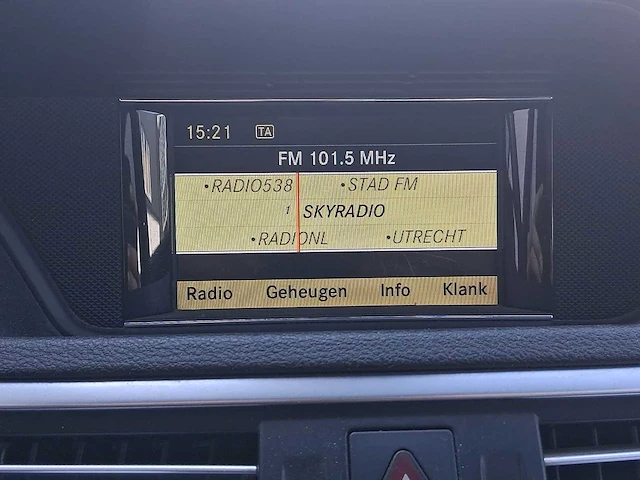 15:21 TA
FM 101.5 MHz
•RADIO538 •STAD FM
1 SKYRADIO
•RADIONL •UTRECHT
Radio Geheugen Info Klank